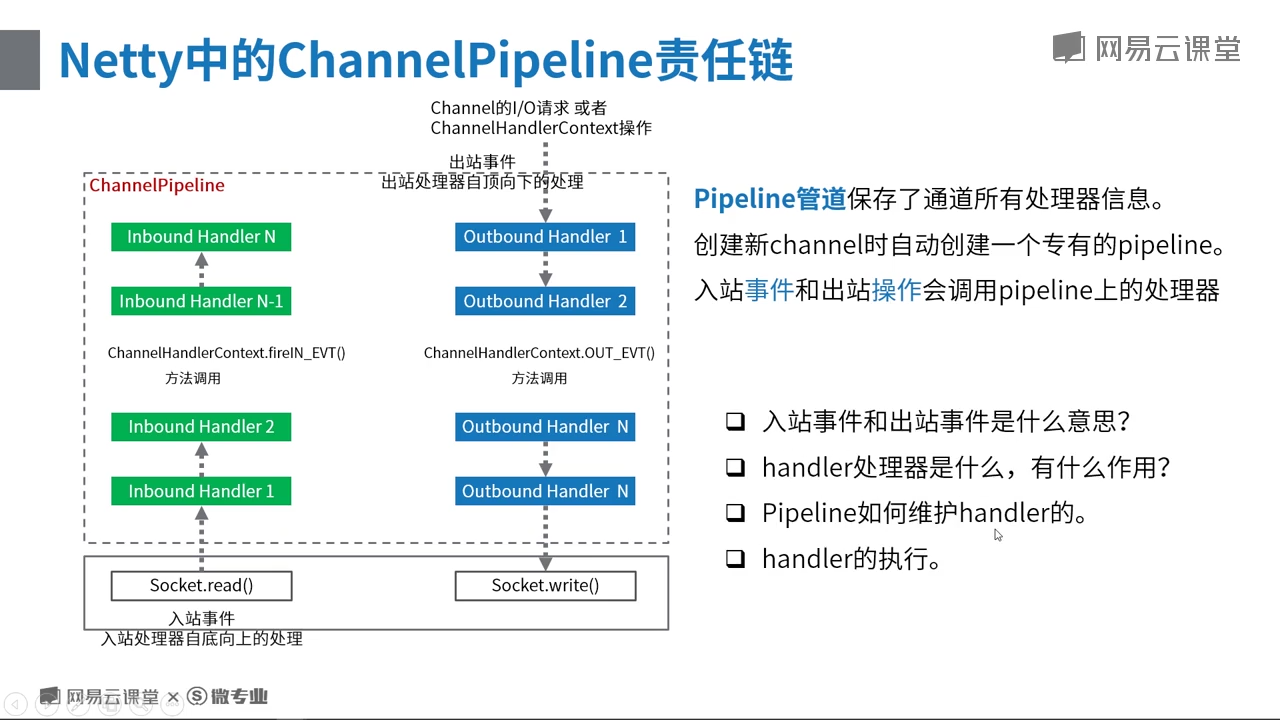 Netty中的ChannelPipeline责任链
网易云课堂
Channel的I/O请求 或者
ChannelHandlerContext操作
出站事件
出站处理器自顶向下的处理
ChannelPipeline
Inbound Handler N
Outbound Handler 1
Inbound Handler N-1
Outbound Handler 2
ChannelHandlerContext.fireIN_EVT()
方法调用
ChannelHandlerContext.OUT_EVT()
方法调用
Inbound Handler 2
Outbound Handler N
Inbound Handler 1
Outbound Handler N
Socket.read()
Socket.write()
入站事件
入站处理器自底向上的处理
Pipeline管道保存了通道所有处理器信息。
创建新channel时自动创建一个专有的pipeline。
入站事件和出站操作会调用pipeline上的处理器
入站事件和出站事件是什么意思?
handler处理器是什么，有什么作用?
Pipeline如何维护handler的。
handler的执行。
网易云课堂 × S 微专业